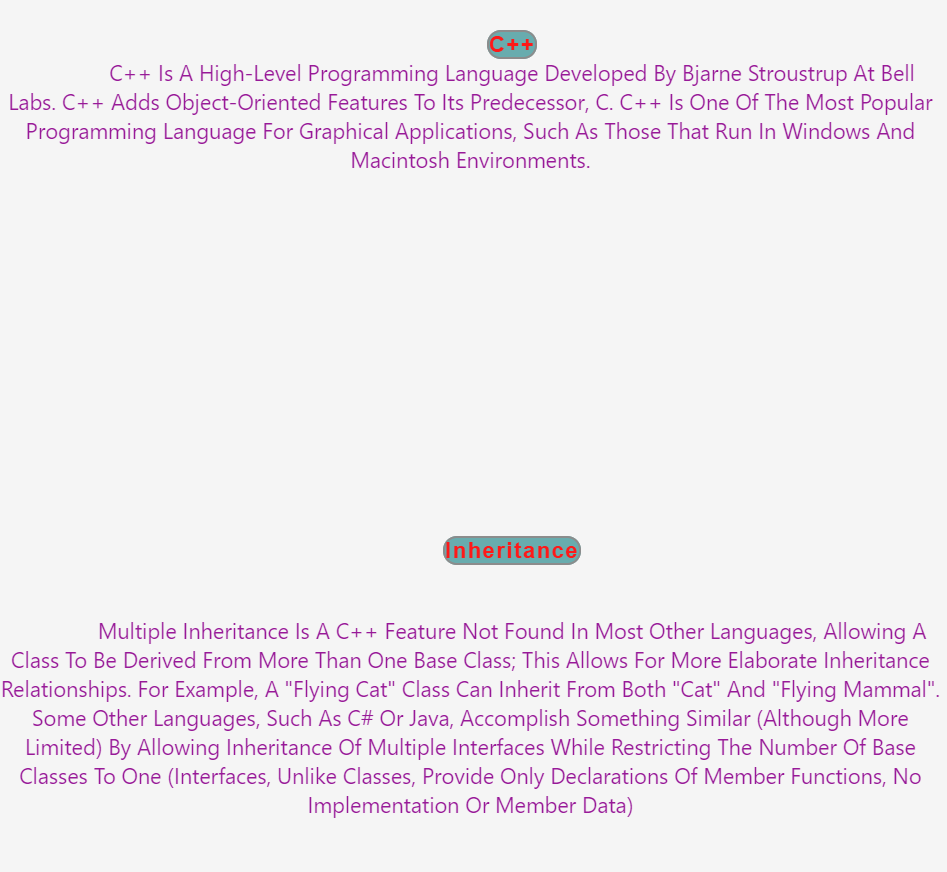 C++
C++ Is A High-Level Programming Language Developed By Bjarne Stroustrup At Bell
Labs. C++ Adds Object-Oriented Features To Its Predecessor, C. C++ Is One Of The Most Popular
Programming Language For Graphical Applications, Such As Those That Run In Windows And
Macintosh Environments.
Inheritance
Multiple Inheritance Is A C++ Feature Not Found In Most Other Languages, Allowing A
Class To Be Derived From More Than One Base Class; This Allows For More Elaborate Inheritance
Relationships. For Example, A "Flying Cat" Class Can Inherit From Both "Cat" And "Flying Mammal".
Some Other Languages, Such As C# Or Java, Accomplish Something Similar (Although More
Limited) By Allowing Inheritance Of Multiple Interfaces While Restricting The Number Of Base
Classes To One (Interfaces, Unlike Classes, Provide Only Declarations Of Member Functions, No
Implementation Or Member Data)